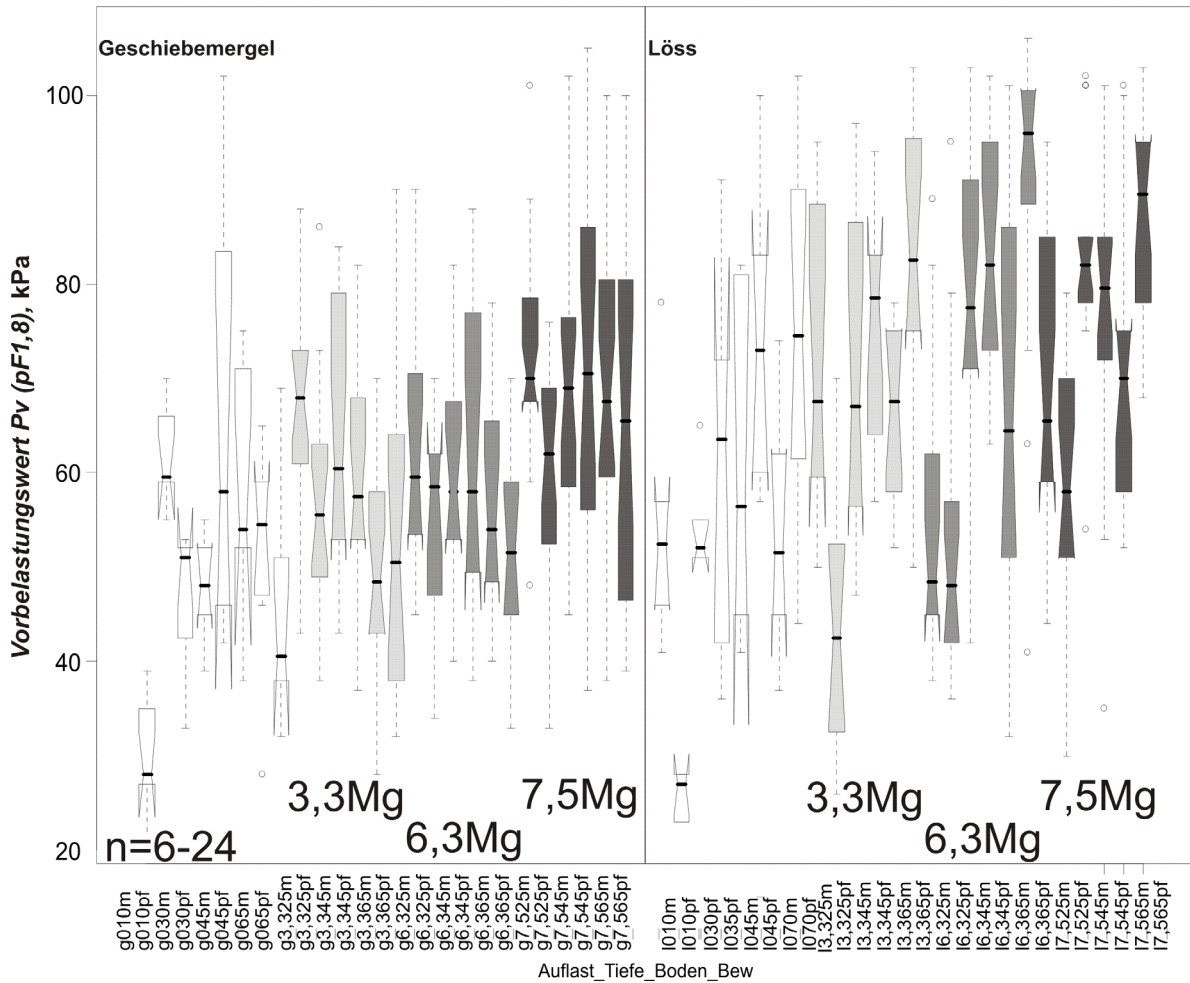 Geschiebemergel
Löss
Vorbelastungswert Pv (pF1,8), kPa
100
80
60
40
20
3,3Mg
6,3Mg
7,5Mg
n=6-24
3,3Mg
6,3Mg
7,5Mg
g010m
g010pf
g030m
g030pf
g045m
g045pf
g065m
g065pf
g3,325m
g3,325pf
g3,345m
g3,345pf
g3,365m
g3,365pf
g6,325m
g6,325pf
g6,345m
g6,345pf
g6,365m
g6,365pf
g7,525m
g7,525pf
g7,545m
g7,545pf
g7,565m
g7,565pf
l010m
l010pf
l030pf
l035pf
l045m
l045pf
l070m
l070pf
l3,325m
l3,325pf
l3,345m
l3,345pf
l3,365m
l3,365pf
l6,325m
l6,325pf
l6,345m
l6,345pf
l6,365m
l6,365pf
l7,525m
l7,525pf
l7,545m
l7,545pf
l7,565m
l7,565pf
Auflast_Tiefe_Boden_Bew